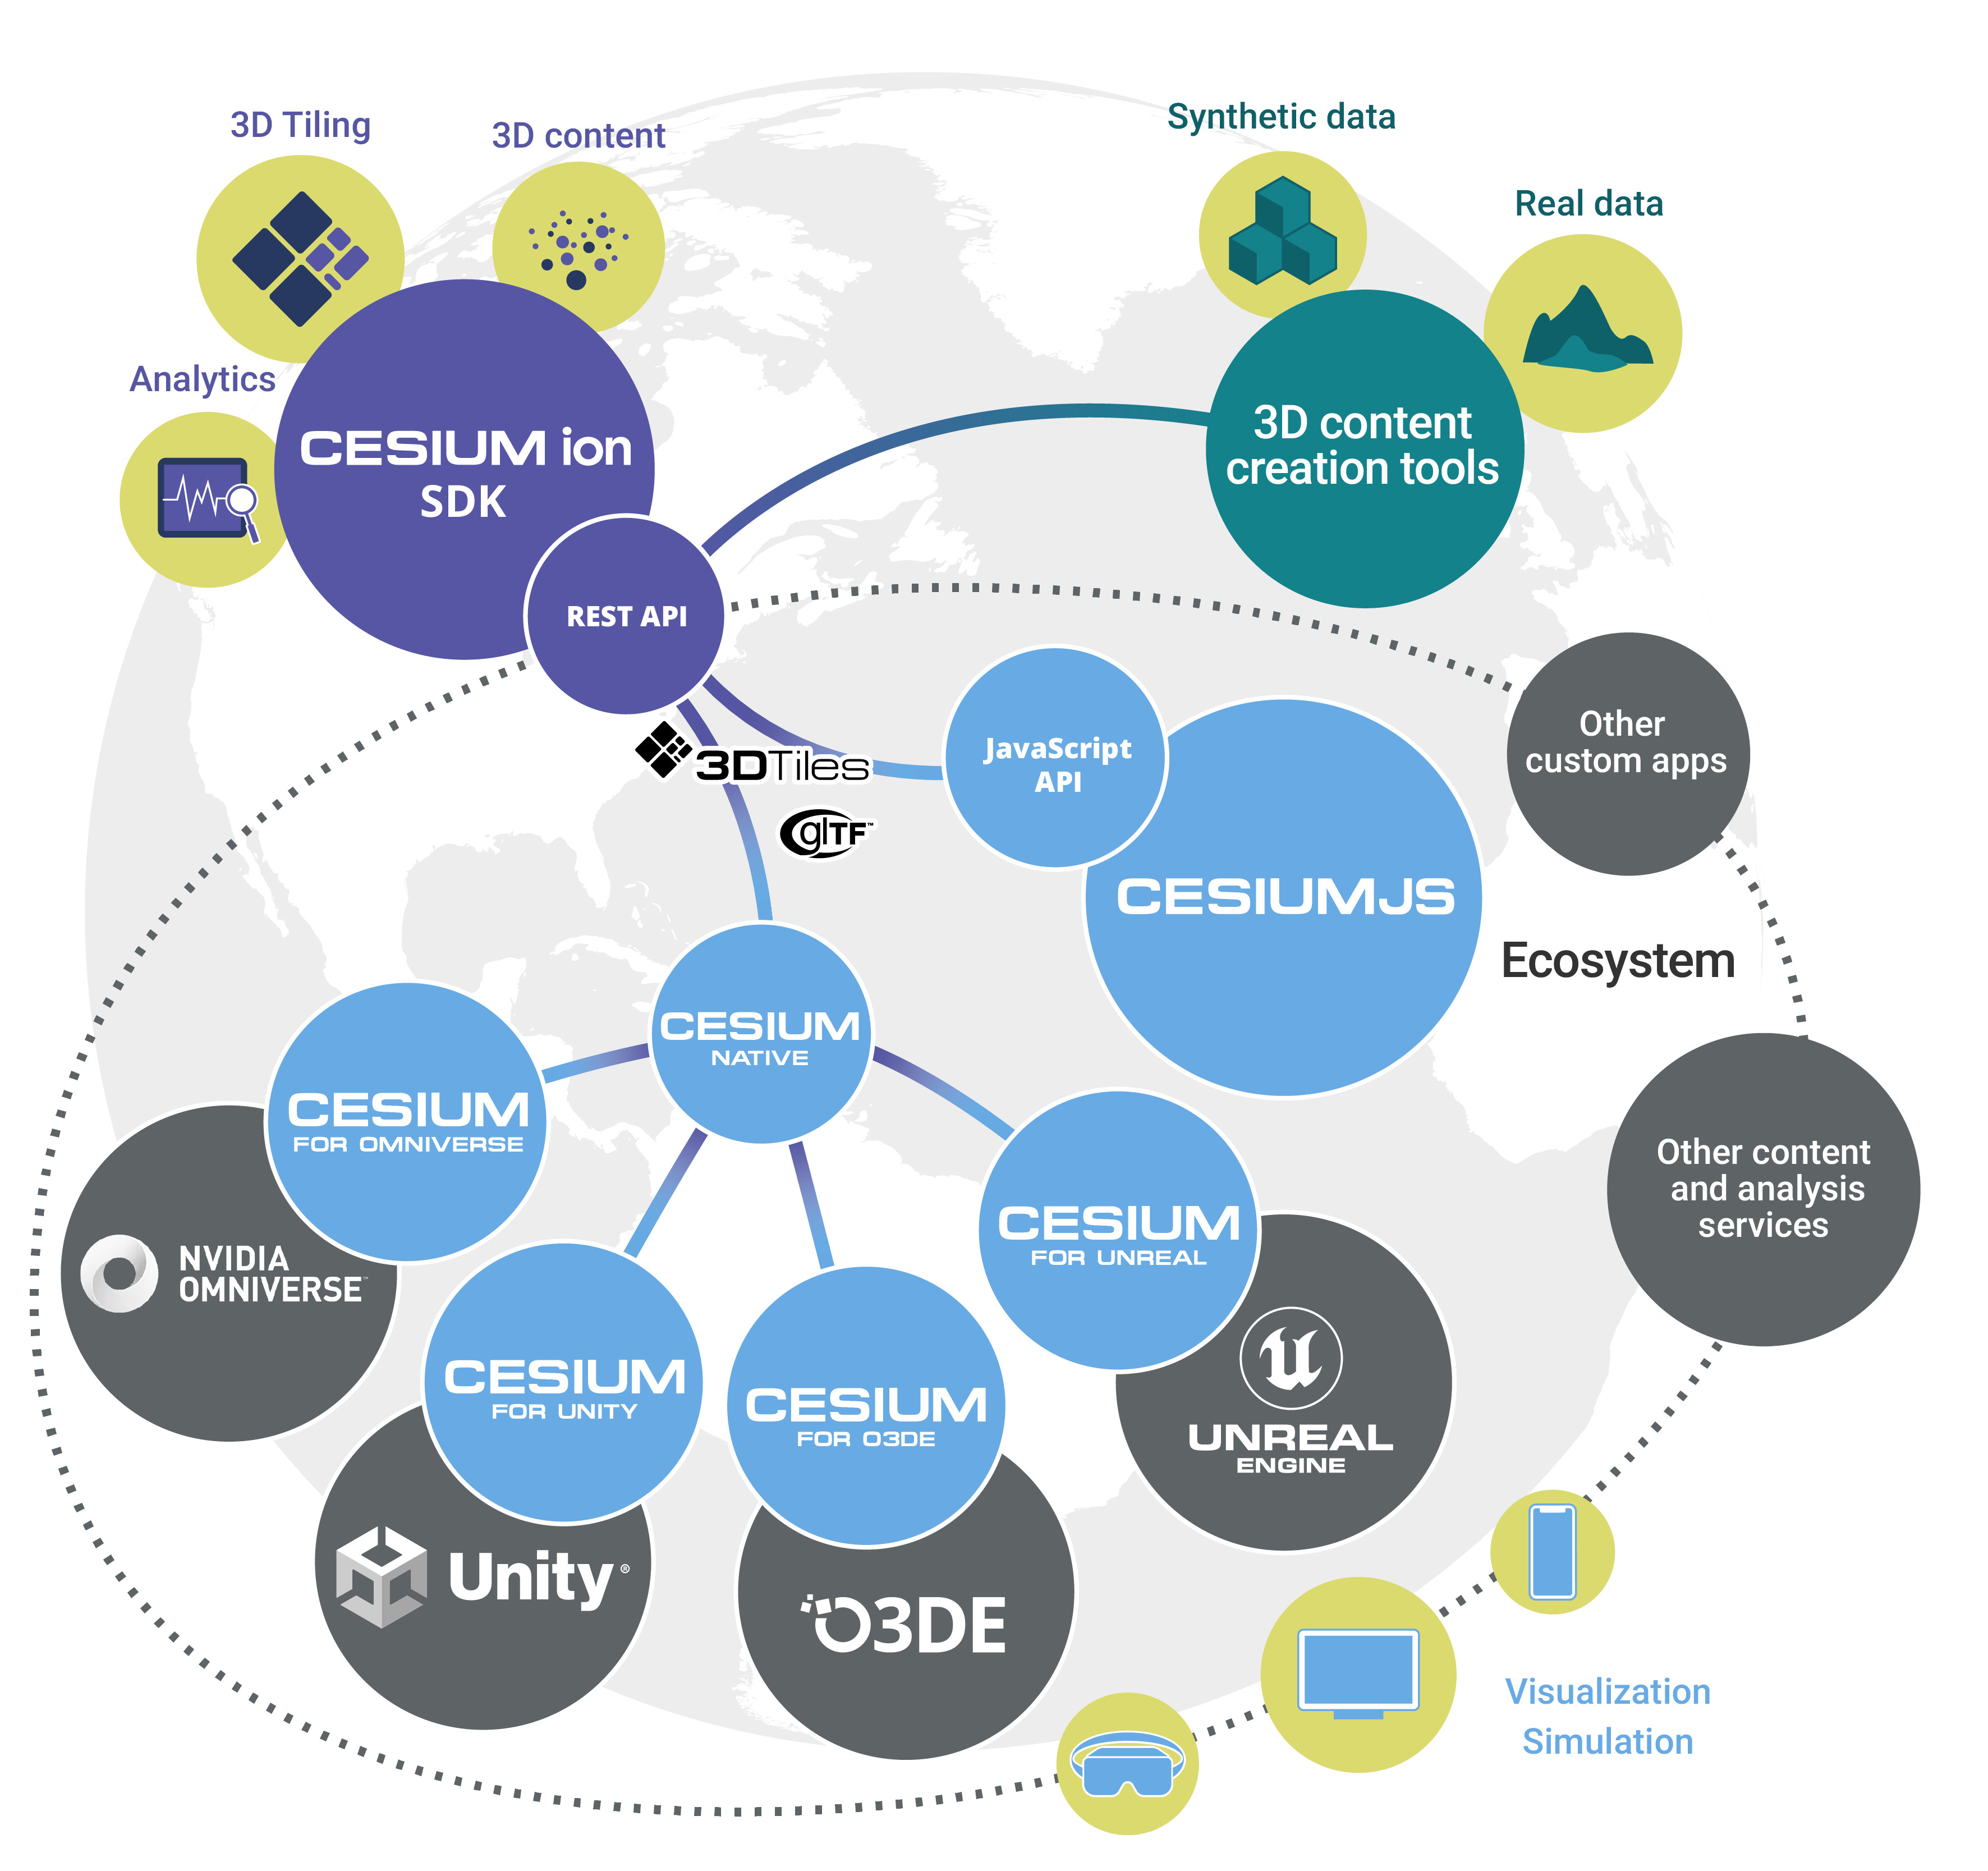 3D Tiling
3D content
Analytics
CESIUM ion
SDK
REST API
Synthetic data
Real data
3D content
creation tools
3DTiles
glTF™
JavaScript
API
CESIUMJS
Other
custom apps
Ecosystem
Other content
and analysis
services
CESIUM
NATIVE
CESIUM
FOR OMNIVERSE
NVIDIA
OMNIVERSE™
CESIUM
FOR UNITY
Unity®
CESIUM
FOR O3DE
O3DE
CESIUM
FOR UNREAL
UNREAL
ENGINE
Visualization
Simulation